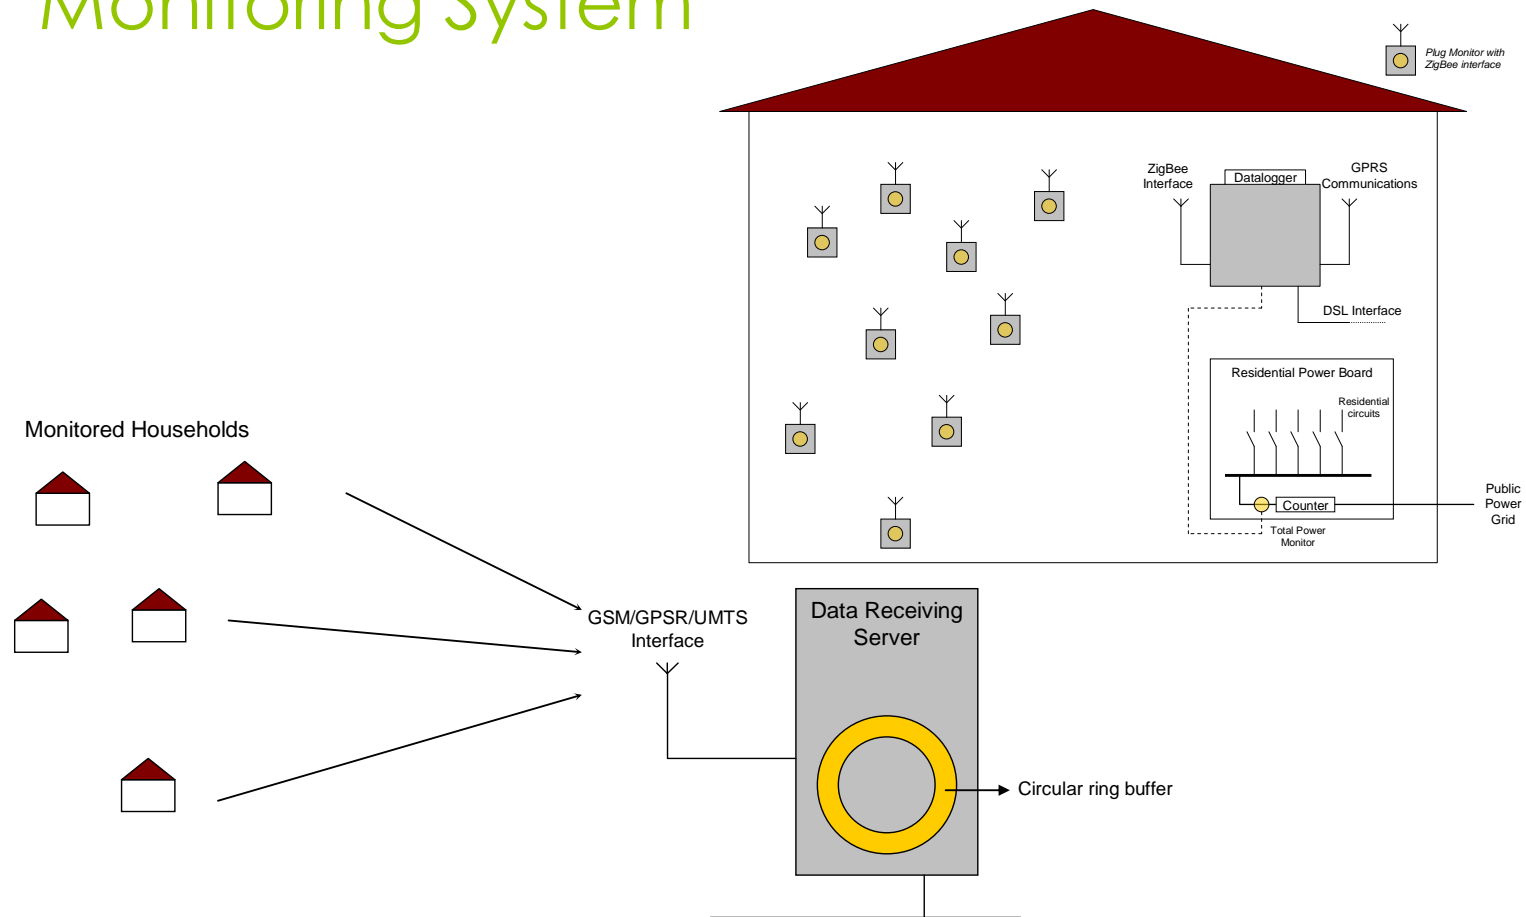 Monitoring System
Plug Monitor with
ZigBee interface
ZigBee
Interface
Datalogger
GPRS
Communications
DSL Interface
Residential Power Board
Residential
circuits
Counter
Total Power
Monitor
Public
Power
Grid
Monitored Households
GSM/GPSR/UMTS
Interface
Data Receiving
Server
Circular ring buffer